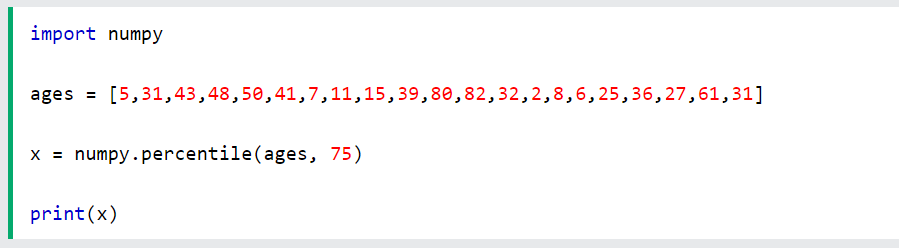 import numpy
ages = [5,31,43,48,50,41,7,11,15,39,80,82,32,2,8,6,25,36,27,61,31]
x = numpy.percentile(ages, 75)
print(x)